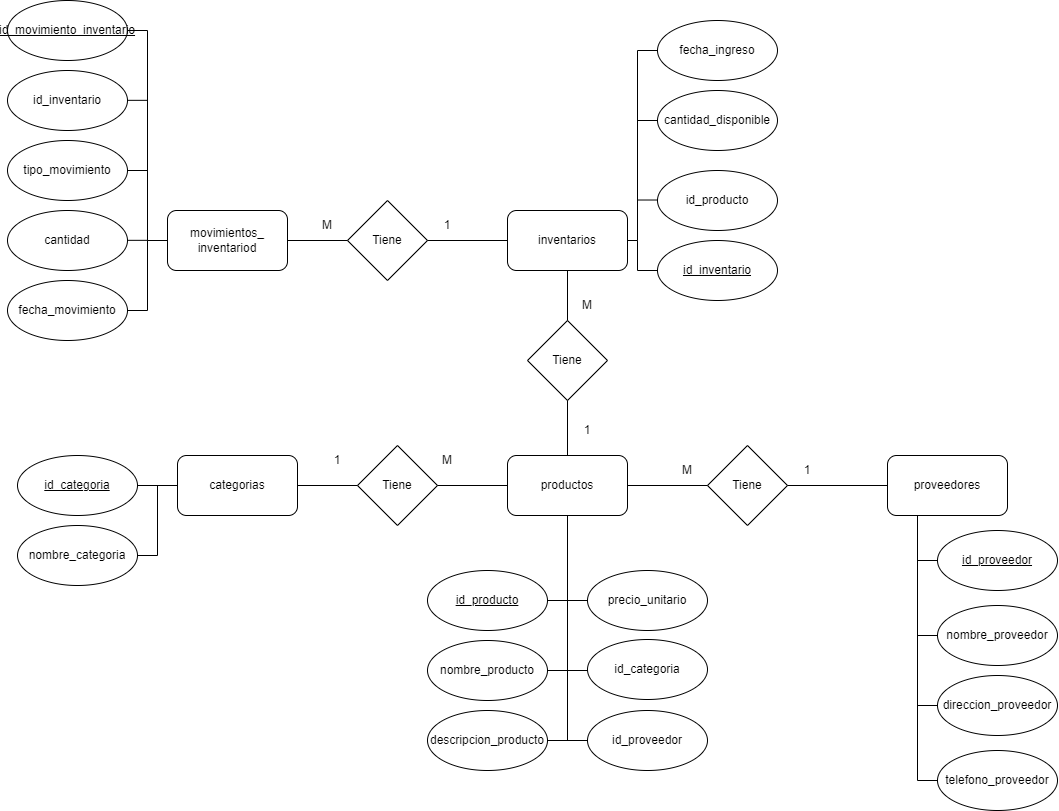 id_movimiento_inventario
id_inventario
tipo_movimiento
cantidad
fecha_movimiento
movimientos_
inventariod
M
Tiene
1
inventarios
fecha_ingreso
cantidad_disponible
id_producto
id_inventario
M
Tiene
1
id_categoria
nombre_categoria
categorias
1
Tiene
M
productos
M
Tiene
1
proveedores
id_producto
precio_unitario
nombre_producto
id_categoria
descripcion_producto
id_proveedor
id_proveedor
nombre_proveedor
direccion_proveedor
telefono_proveedor